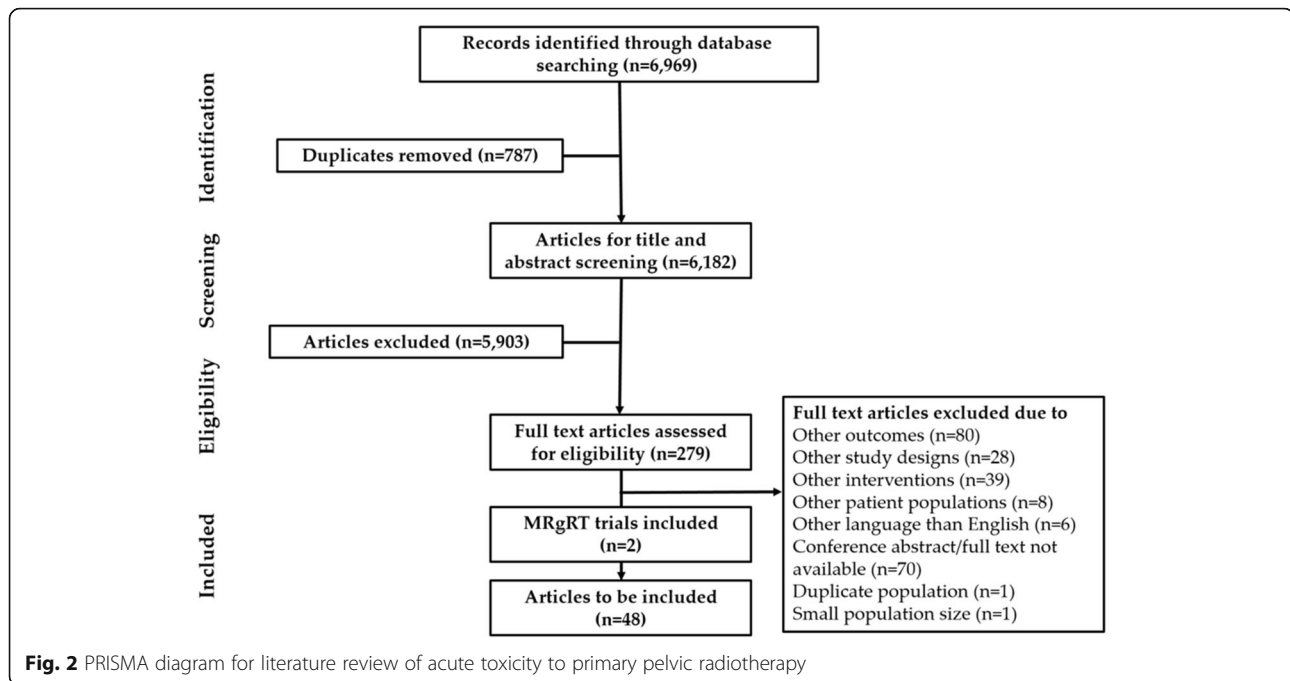 Identification
Records identified through database
searching (n=6,969)
Duplicates removed (n=787)
Screening
Articles for title and
abstract screening (n=6,182)
Articles excluded (n=5,903)
Eligibility
Full text articles assessed
for eligibility (n=279)
Full text articles excluded due to
Other outcomes (n=80)
Other study designs (n=28)
Other interventions (n=39)
Other patient populations (n=8)
Other language than English (n=6)
Conference abstract/full text not
available (n=70)
Duplicate population (n=1)
Small population size (n=1)
Included
MRgRT trials included
(n=2)
Articles to be included
(n=48)
Fig. 2 PRISMA diagram for literature review of acute toxicity to primary pelvic radiotherapy